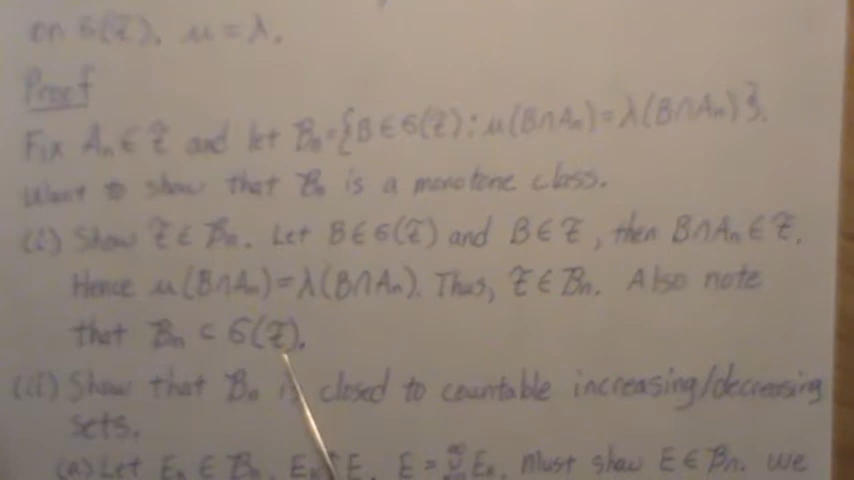 on σ(Ƶ), μ = λ.
Proof
Fix Aₙ ∈ Ƶ and let 𝓑ₙ = {B ∈ σ(Ƶ) : μ(B∩Aₙ) = λ(B∩Aₙ)}.
Want to show that 𝓑ₙ is a monotone class.
(i) Show Ƶ ∈ 𝓑ₙ. Let B ∈ σ(Ƶ) and B ∈ Ƶ, then B∩Aₙ ∈ Ƶ.
Hence μ(B∩Aₙ) = λ(B∩Aₙ). Thus, Ƶ ∈ 𝓑ₙ. Also note
that 𝓑ₙ ⊂ σ(Ƶ).
(ii) Show that 𝓑ₙ is closed to countable increasing/decreasing
sets.
(a) Let Eₙ ∈ 𝓑ₙ, E = ∪Eₙ. Must show E ∈ 𝓑ₙ. We